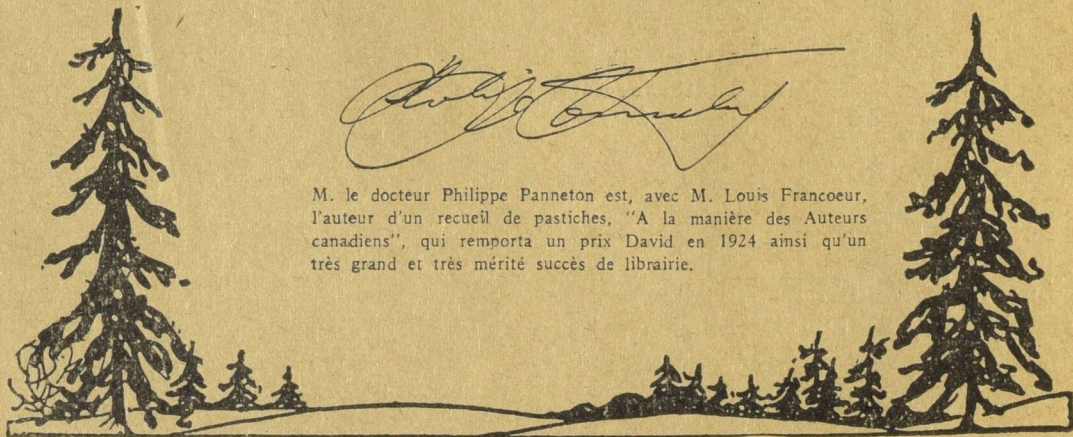 M. le docteur Philippe Panneton est, avec M. Louis Francoeur,
l'auteur d'un recueil de pastiches, "A la manière des Auteurs
canadiens", qui remporta un prix David en 1924 ainsi qu'un
très grand et très mérité succès de librairie.